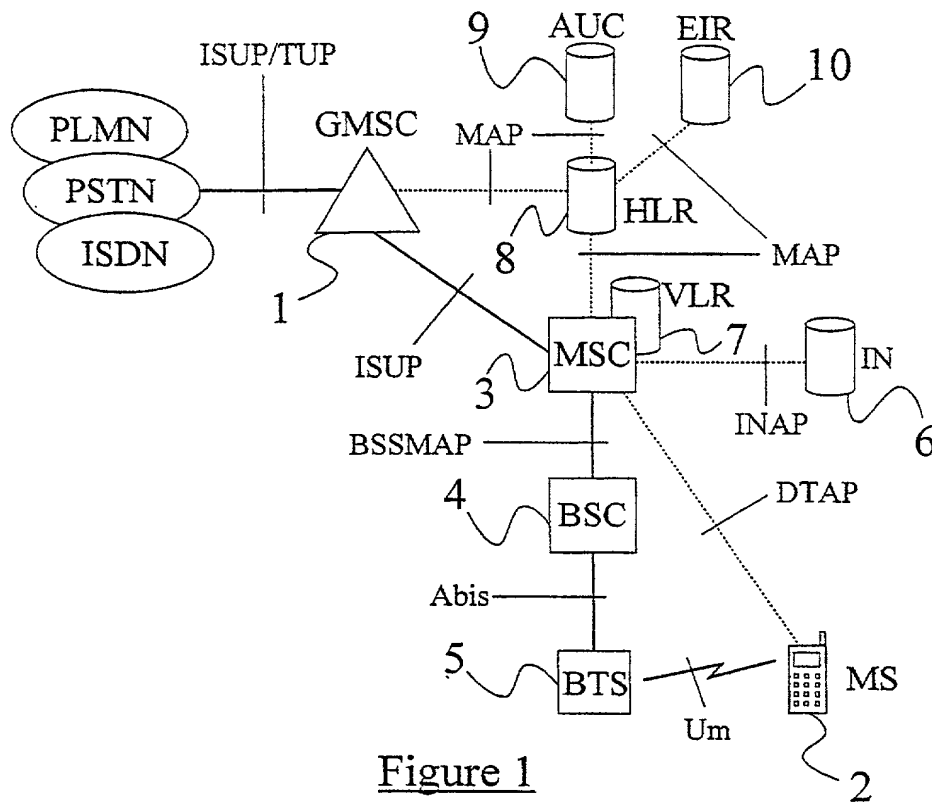 AUC
EIR
9
10
ISUP/TUP
GMSC
MAP
PLMN
PSTN
ISDN
HLR
8
1
MAP
VLR
ISUP
3
MSC
7
IN
INAP
6
BSSMAP
4
BSC
DTAP
Abis
5
BTS
MS
Um
2
Figure 1